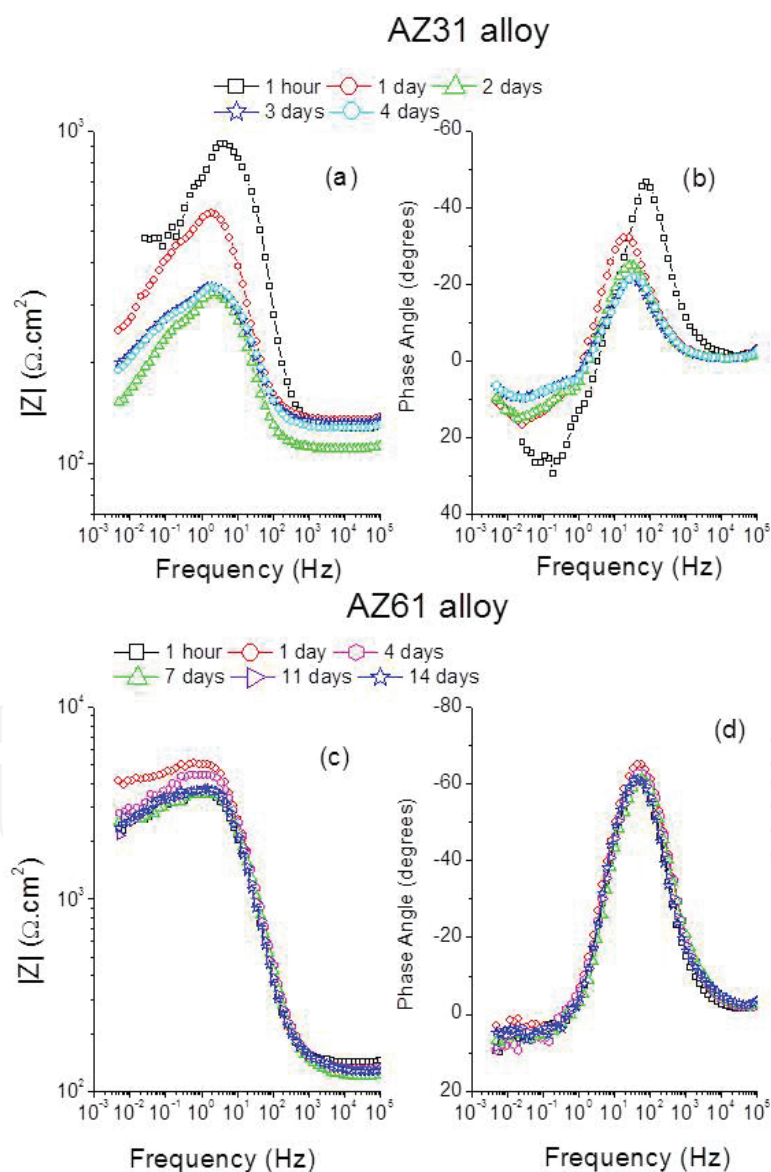 AZ31 alloy
1 hour 1 day 2 days
3 days 4 days
10^3
10^2
|Z| (Ω.cm^2)
(a)
10^-3 10^-2 10^-1 10^0 10^1 10^2 10^3 10^4 10^5
Frequency (Hz)
-60
-40
-20
0
20
40
Phase Angle (degrees)
(b)
10^-3 10^-2 10^-1 10^0 10^1 10^2 10^3 10^4 10^5
Frequency (Hz)
AZ61 alloy
1 hour 1 day 4 days
7 days 11 days 14 days
10^4
10^3
10^2
|Z| (Ω.cm^2)
(c)
10^-3 10^-2 10^-1 10^0 10^1 10^2 10^3 10^4 10^5
Frequency (Hz)
-80
-60
-40
-20
0
20
Phase Angle (degrees)
(d)
10^-3 10^-2 10^-1 10^0 10^1 10^2 10^3 10^4 10^5
Frequency (Hz)